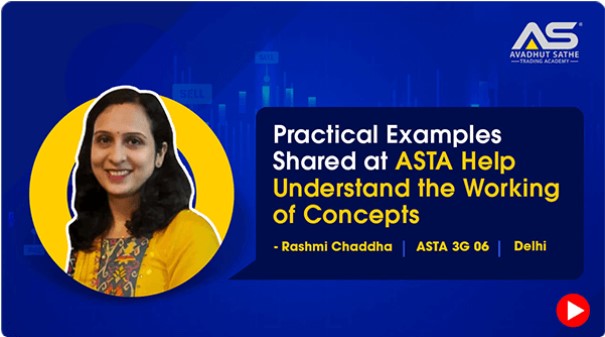 AS
AVADHUT SATHE
TRADING ACADEMY
SELL
Practical Examples
Shared at ASTA Help
Understand the Working
of Concepts
- Rashmi Chaddha | ASTA 3G 06 | Delhi